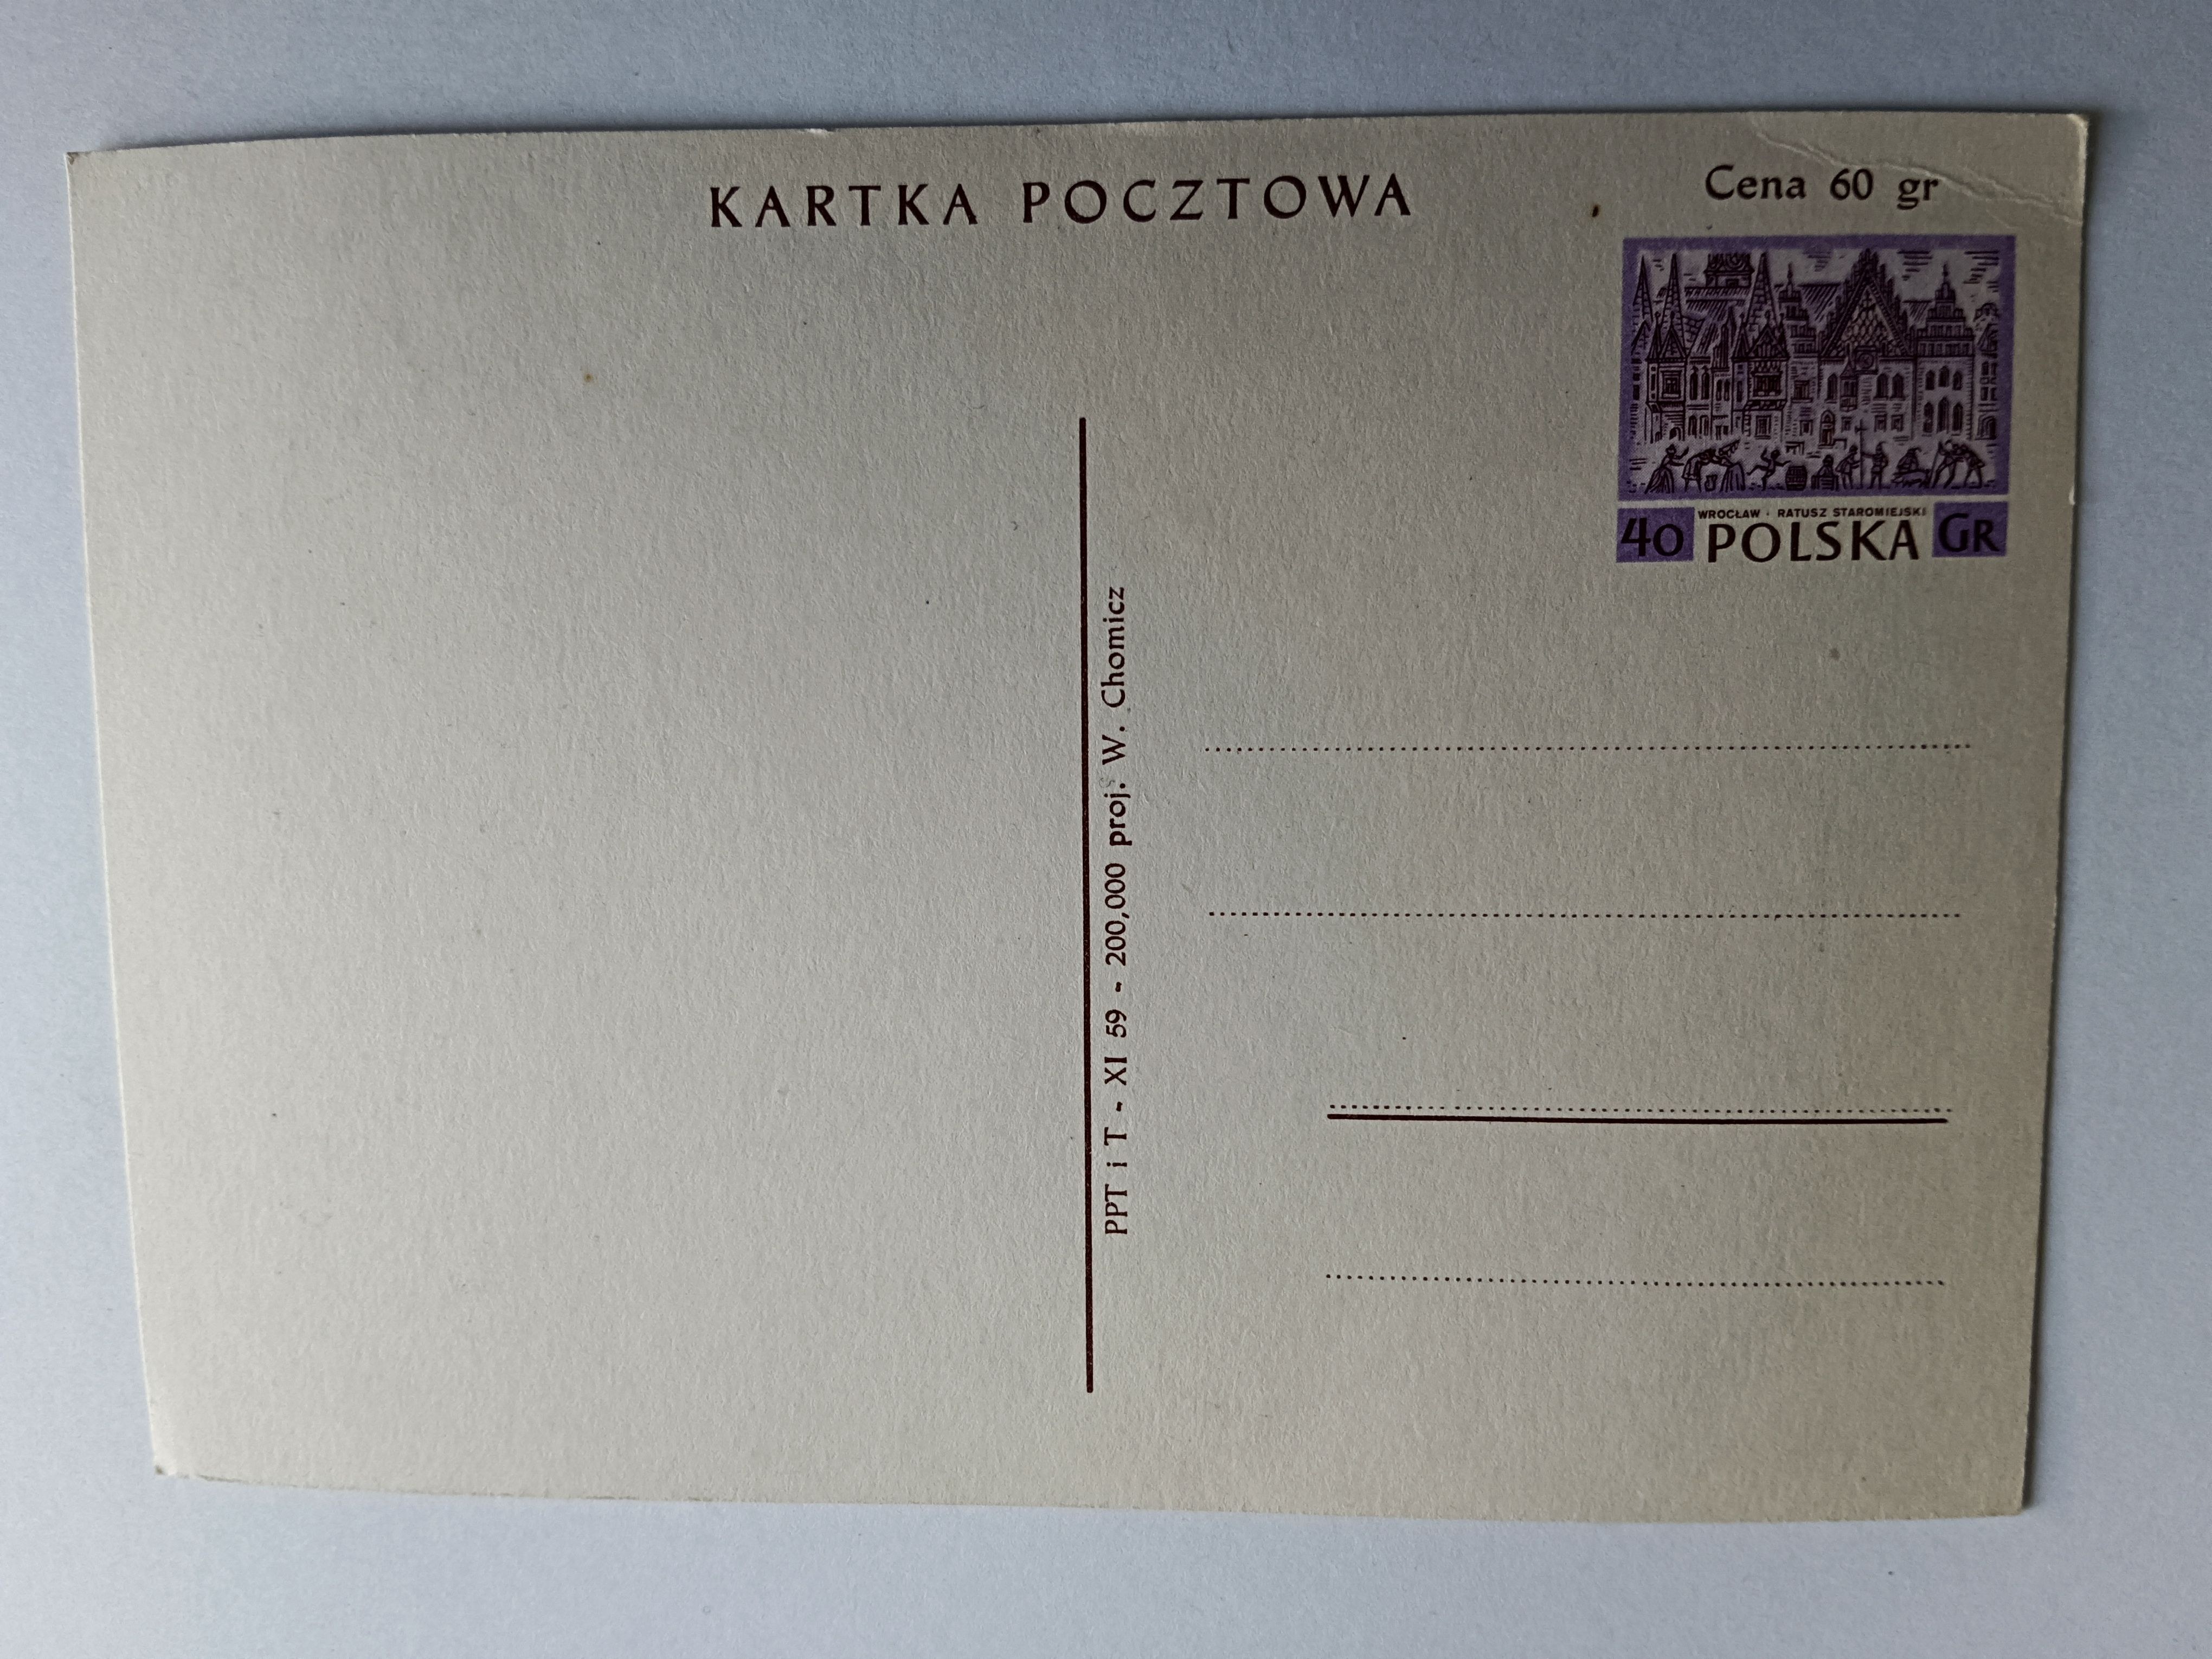 KARTKA POCZTOWA
Cena 60 gr
WROCŁAW · RATUSZ STAROMIEJSKI
40 POLSKA GR
PPT i T - XI 59 - 200,000 proj. W. Chomicz